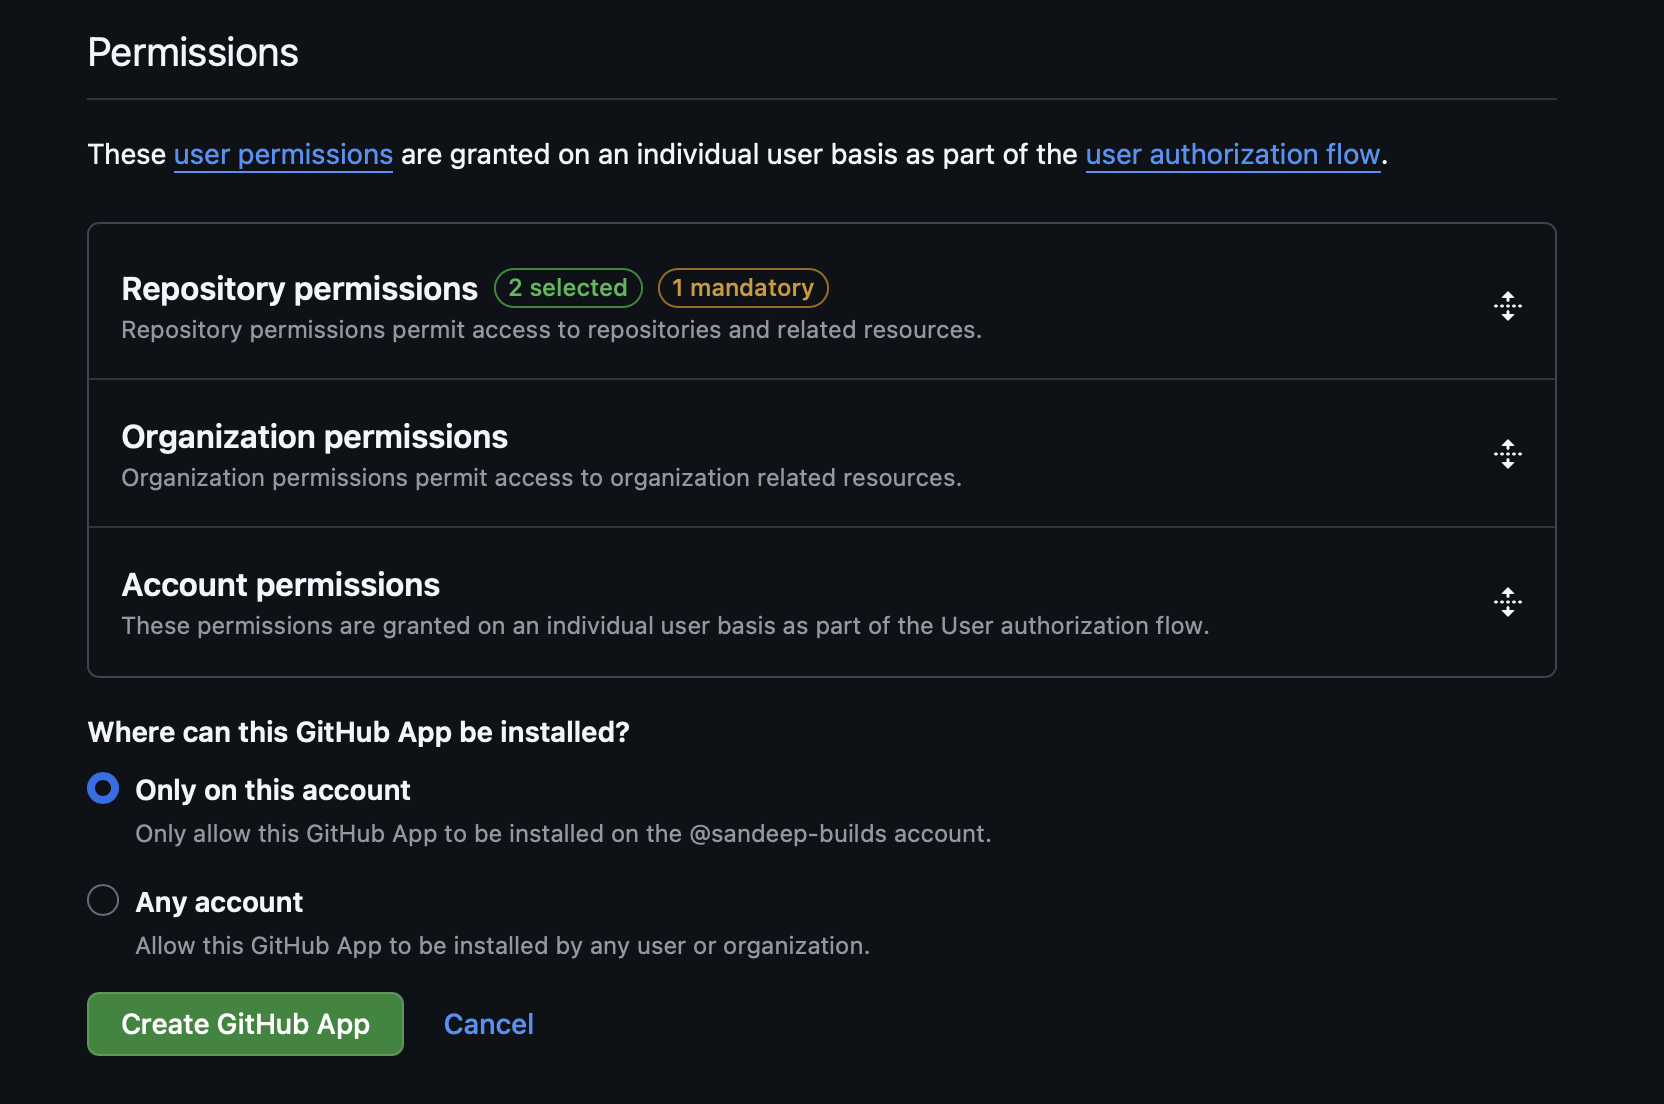 Permissions
These user permissions are granted on an individual user basis as part of the user authorization flow.
Repository permissions 2 selected 1 mandatory
Repository permissions permit access to repositories and related resources.
Organization permissions
Organization permissions permit access to organization related resources.
Account permissions
These permissions are granted on an individual user basis as part of the User authorization flow.
Where can this GitHub App be installed?
Only on this account
Only allow this GitHub App to be installed on the @sandeep-builds account.
Any account
Allow this GitHub App to be installed by any user or organization.
Create GitHub App Cancel